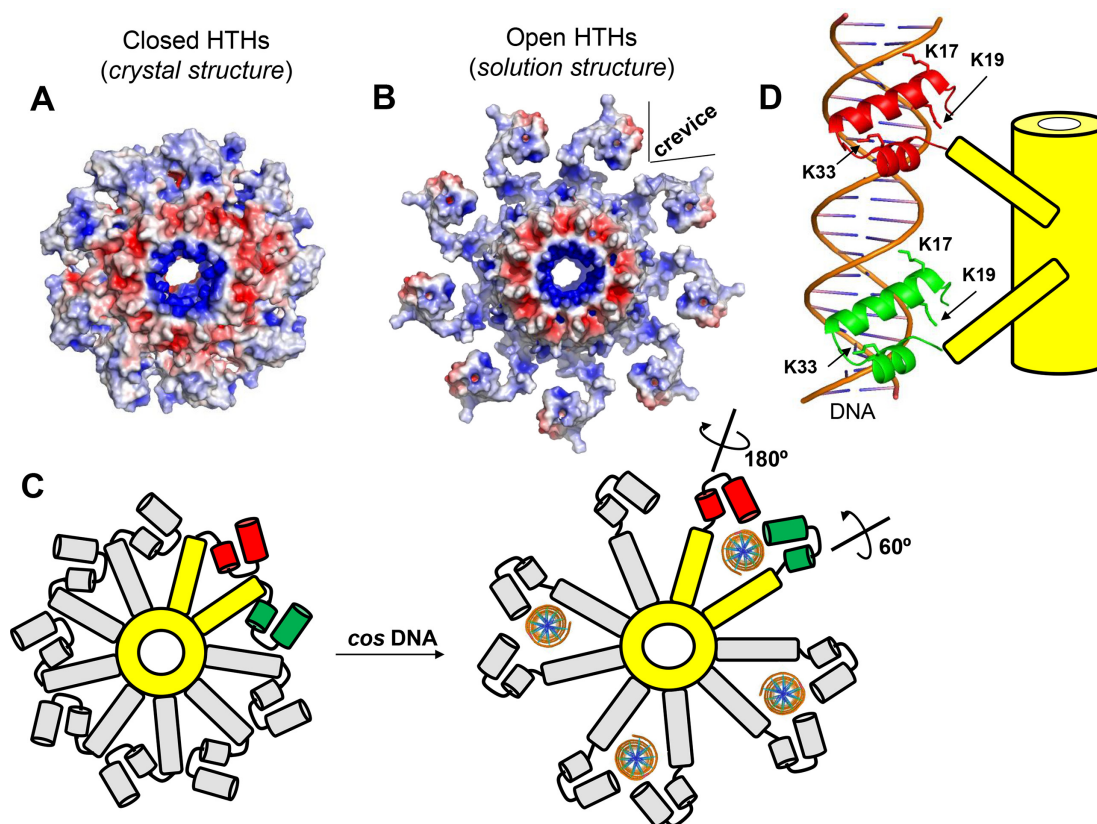 Closed HTHs
(crystal structure)
Open HTHs
(solution structure)
A
B
crevice
D
K17
K19
K33
K17
K19
K33
DNA
C
cos DNA
180º
60º